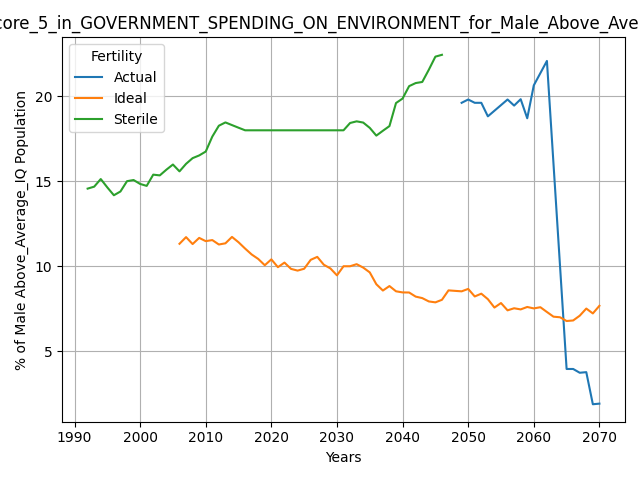 core_5_in_GOVERNMENT_SPENDING_ON_ENVIRONMENT_for_Male_Above_Ave
Fertility
Actual
Ideal
Sterile
% of Male Above_Average_IQ Population
20
15
10
5
1990 2000 2010 2020 2030 2040 2050 2060 2070
Years